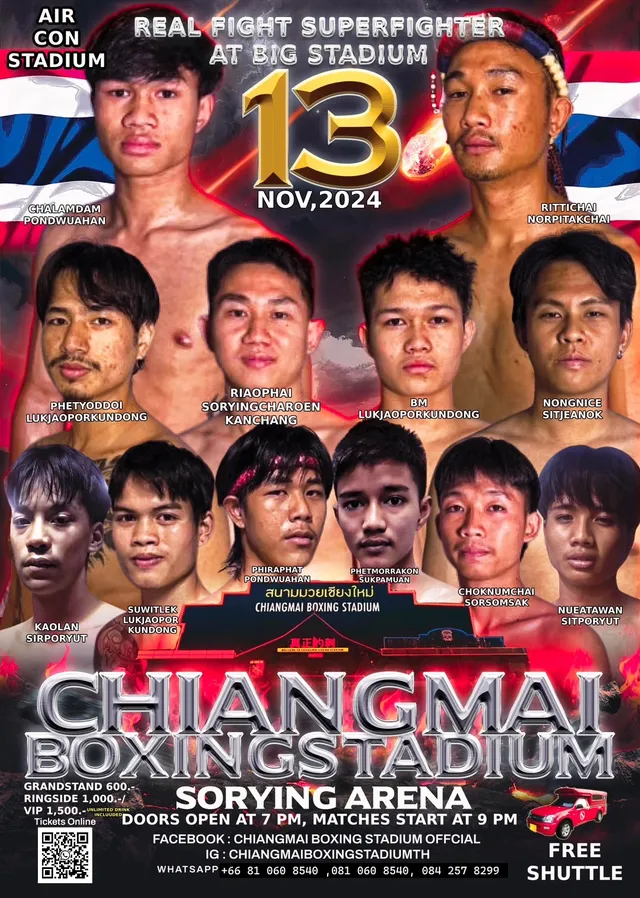 AIR
CON
STADIUM
REAL FIGHT SUPERFIGHTER
AT BIG STADIUM
13
NOV,2024
CHALAMDAM
PONDWUAHAN
RITTICHAI
NORPITAKCHAI
PHETYODDOI
LUKJAOPORKUNDONG
RIAOPHAI
SORYINGCHAROEN
KANCHANG
BM
LUKJAOPORKUNDONG
NONGNICE
SITJEANOK
KAOLAN
SIRPORYUT
SUWITLEK
LUKJAOPOR
KUNDONG
PHIRAPHAT
PONDWUAHAN
PHETMORRAKON
SUKPAMUAN
CHOKNUMCHAI
SORSOMSAK
NUEATAWAN
SITPORYUT
สนามมวยเชียงใหม่
CHIANGMAI BOXING STADIUM
CHIANGMAI
BOXINGSTADIUM
GRANDSTAND 600.-
RINGSIDE 1,000.-/
VIP 1,500.- UNLIMITED DRINK
INCLUUDED
Tickets Online
SORYING ARENA
DOORS OPEN AT 7 PM, MATCHES START AT 9 PM
FACEBOOK : CHIANGMAI BOXING STADIUM OFFCIAL
IG : CHIANGMAIBOXINGSTADIUMTH
WHATSAPP +66 81 060 8540 ,081 060 8540, 084 257 8299
FREE
SHUTTLE